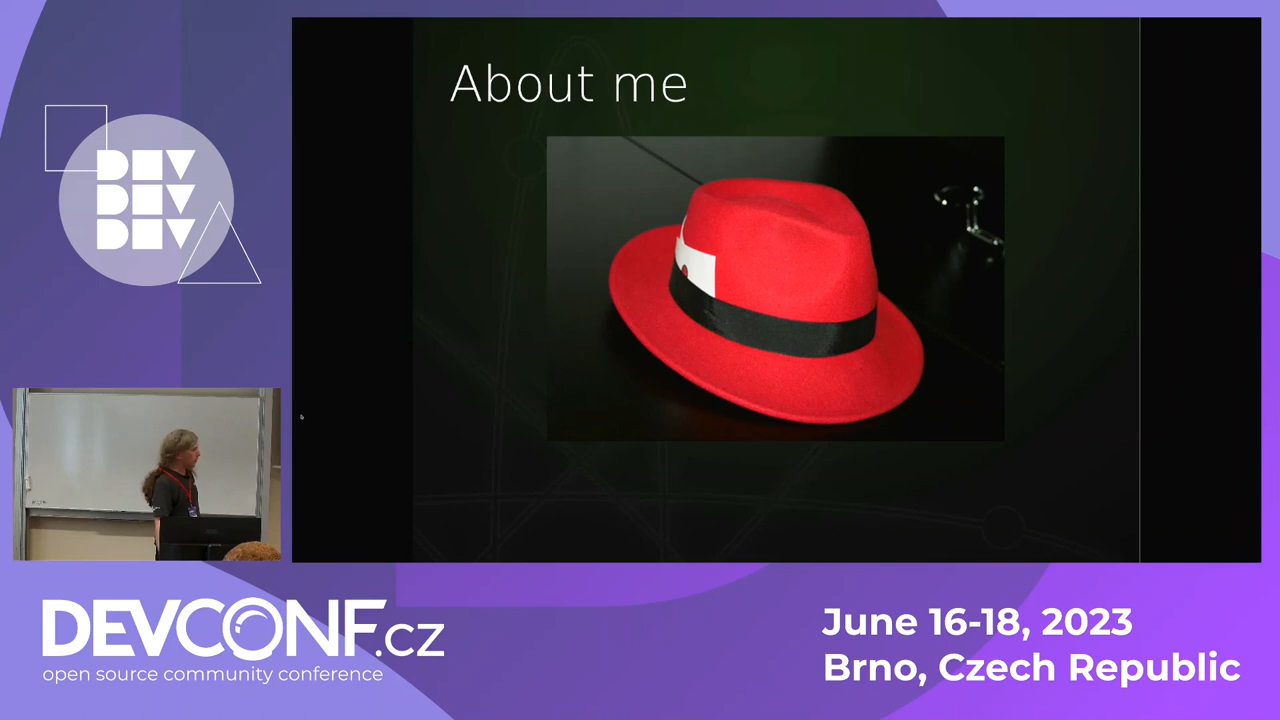 About me
DEV
DEV
DEV
DEVCONF.cz
open source community conference
June 16-18, 2023
Brno, Czech Republic